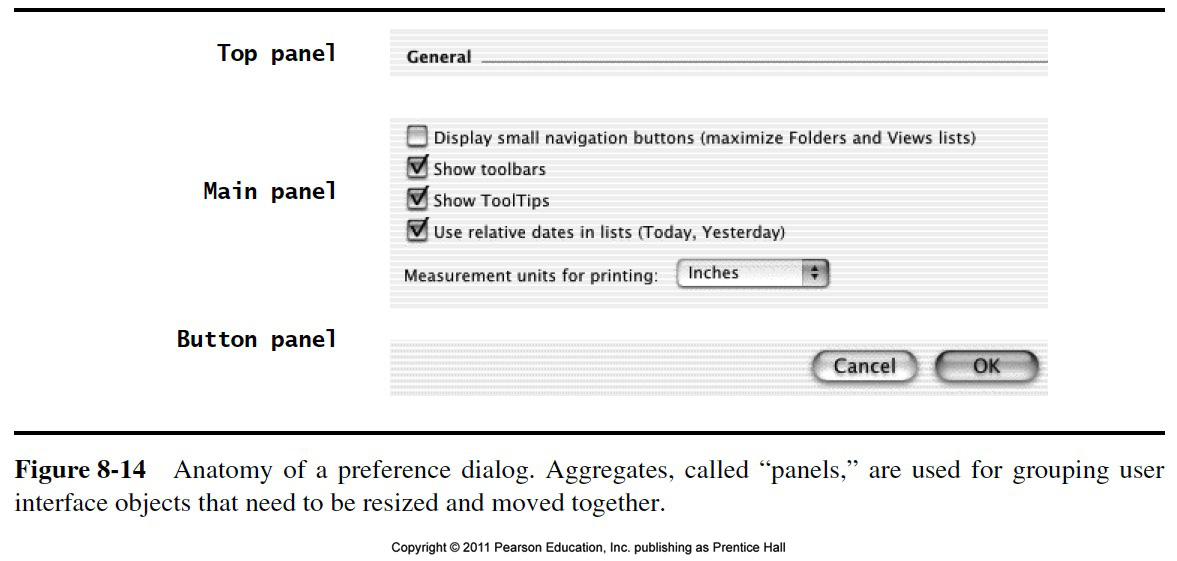 Top panel
General
Main panel
Display small navigation buttons (maximize Folders and Views lists)
Show toolbars
Show ToolTips
Use relative dates in lists (Today, Yesterday)
Measurement units for printing: Inches
Button panel
Cancel OK
Figure 8-14 Anatomy of a preference dialog. Aggregates, called “panels,” are used for grouping user
interface objects that need to be resized and moved together.
Copyright © 2011 Pearson Education, Inc. publishing as Prentice Hall